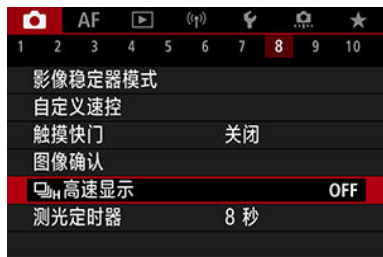 AF
1 2 3 4 5 6 7 8 9 10
影像稳定器模式
自定义速控
触摸快门 关闭
图像确认
H高速显示 OFF
测光定时器 8 秒